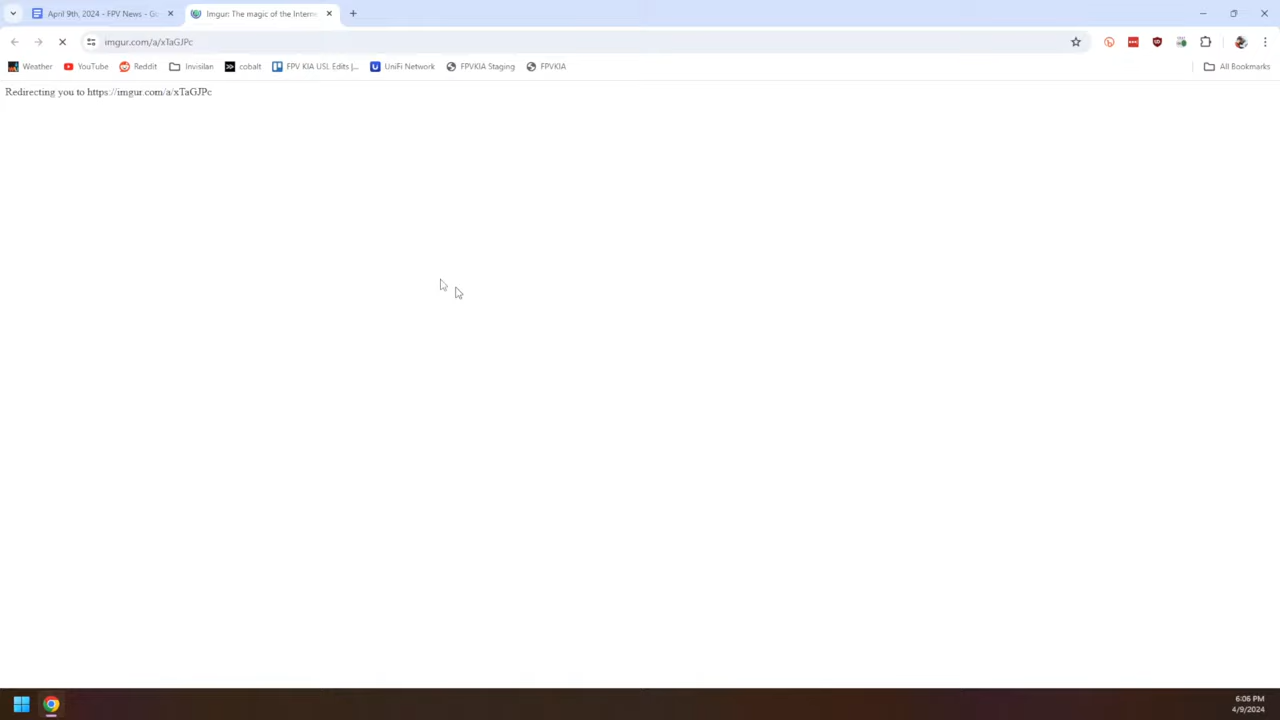 April 9th, 2024 - FPV News - Go
Imgur: The magic of the Interne
imgur.com/a/xTaGJPc
Weather
YouTube
Reddit
Invisilan
cobalt
FPV KIA USL Edits |...
UniFi Network
FPVKIA Staging
FPVKIA
All Bookmarks
Redirecting you to https://imgur.com/a/xTaGJPc
6:06 PM
4/9/2024